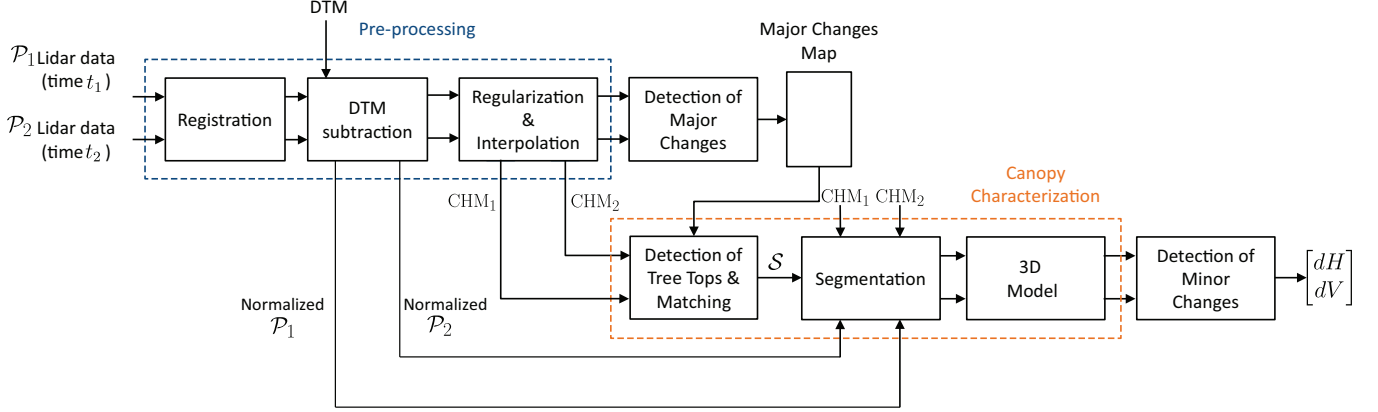 DTM
Pre-processing
Major Changes
Map
𝒫₁ Lidar data
(time t₁)
𝒫₂ Lidar data
(time t₂)
Registration
DTM
subtraction
Regularization
&
Interpolation
Detection of
Major
Changes
CHM₁
CHM₂
Canopy
Characterization
CHM₁ CHM₂
Detection of
Tree Tops &
Matching
𝒮
Segmentation
3D
Model
Detection of
Minor
Changes
[dH
dV]
Normalized
𝒫₁
Normalized
𝒫₂